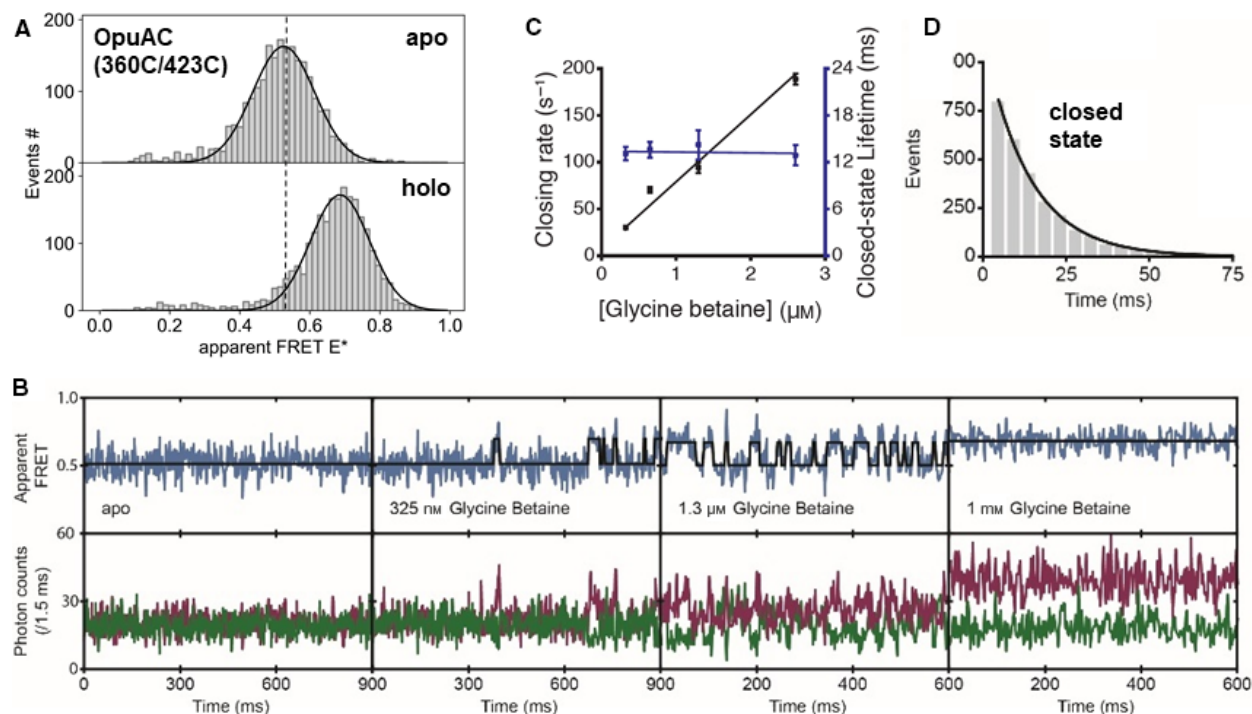 A
OpuAC
(360C/423C)
apo
holo
Events #
200
100
0
200
100
0
0.0 0.2 0.4 0.6 0.8 1.0
apparent FRET E*
C
Closing rate (s⁻¹)
200
150
100
50
0
0 1 2 3
[Glycine betaine] (μM)
Closed-state Lifetime (ms)
24
18
12
6
0
D
Events
00
750
500
250
0
closed
state
0 25 50 75
Time (ms)
B
Apparent
FRET
1.0
0.5
apo
325 nM Glycine Betaine
1.3 μM Glycine Betaine
1 mM Glycine Betaine
Photon counts
(/1.5 ms)
60
30
0
0 300 600 900 300 600 900 200 400 600 200 400 600
Time (ms) Time (ms) Time (ms) Time (ms)